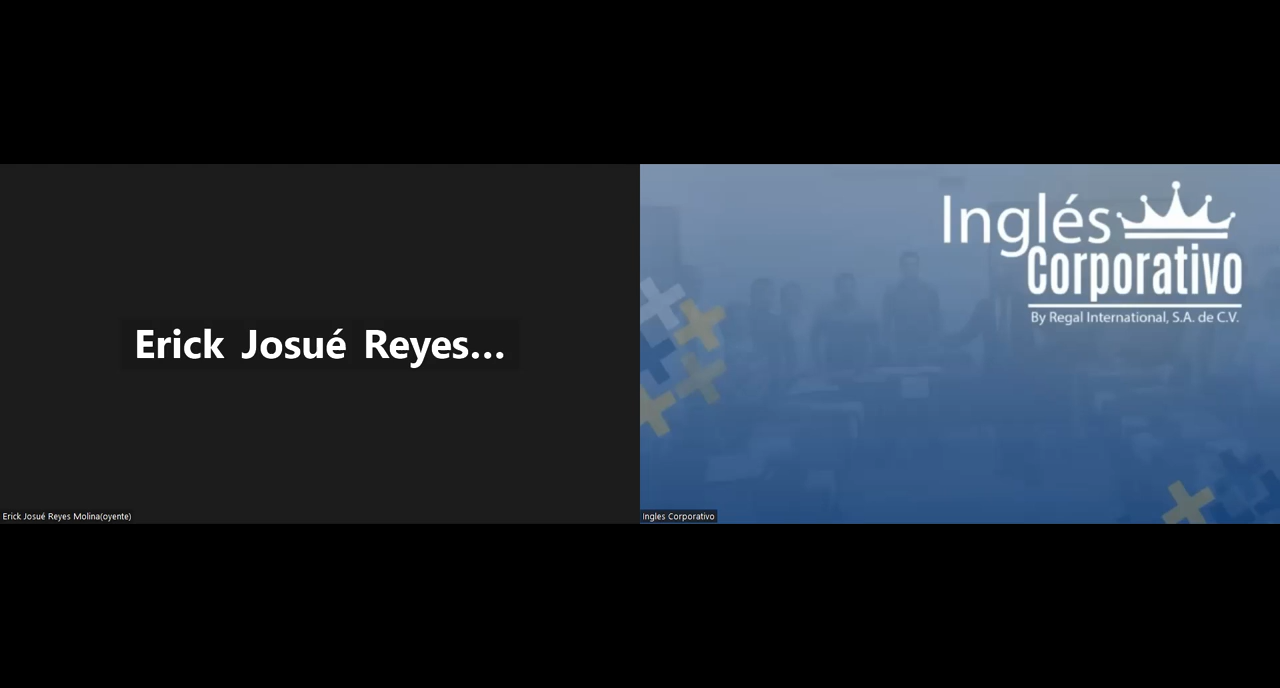 Erick Josué Reyes...
Erick Josué Reyes Molina(oyente)
Inglés
Corporativo
By Regal International, S.A. de C.V.
Ingles Corporativo